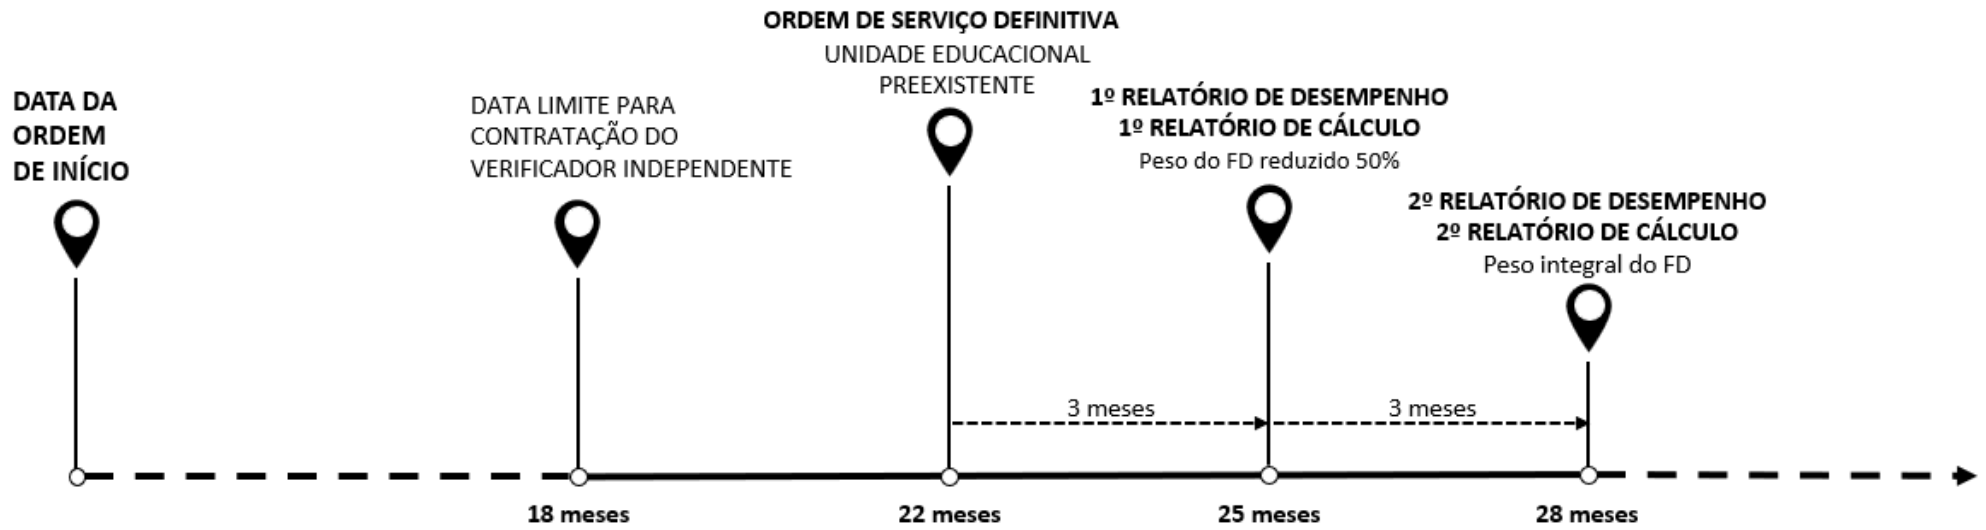 DATA DA
ORDEM
DE INÍCIO
DATA LIMITE PARA
CONTRATAÇÃO DO
VERIFICADOR INDEPENDENTE
ORDEM DE SERVIÇO DEFINITIVA
UNIDADE EDUCACIONAL
PREEXISTENTE
1º RELATÓRIO DE DESEMPENHO
1º RELATÓRIO DE CÁLCULO
Peso do FD reduzido 50%
2º RELATÓRIO DE DESEMPENHO
2º RELATÓRIO DE CÁLCULO
Peso integral do FD
3 meses
3 meses
18 meses
22 meses
25 meses
28 meses